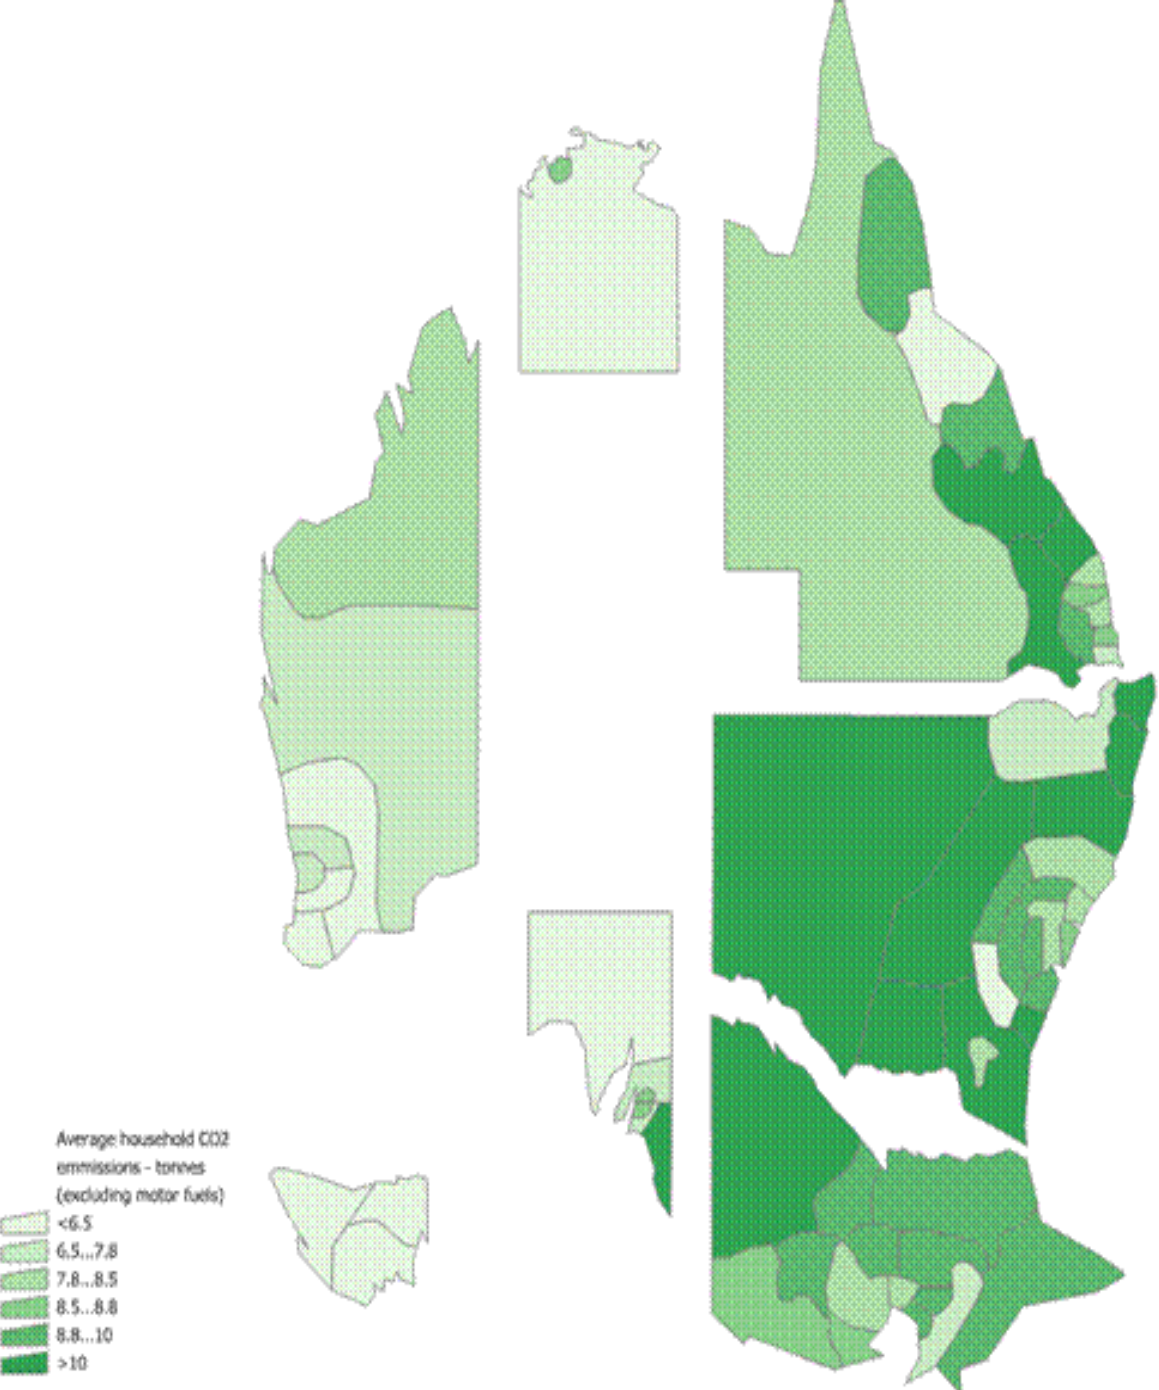 Average household CO2
emmissions - tonnes
(excluding motor fuels)
<6.5
6.5...7.8
7.8...8.5
8.5...8.8
8.8...10
>10